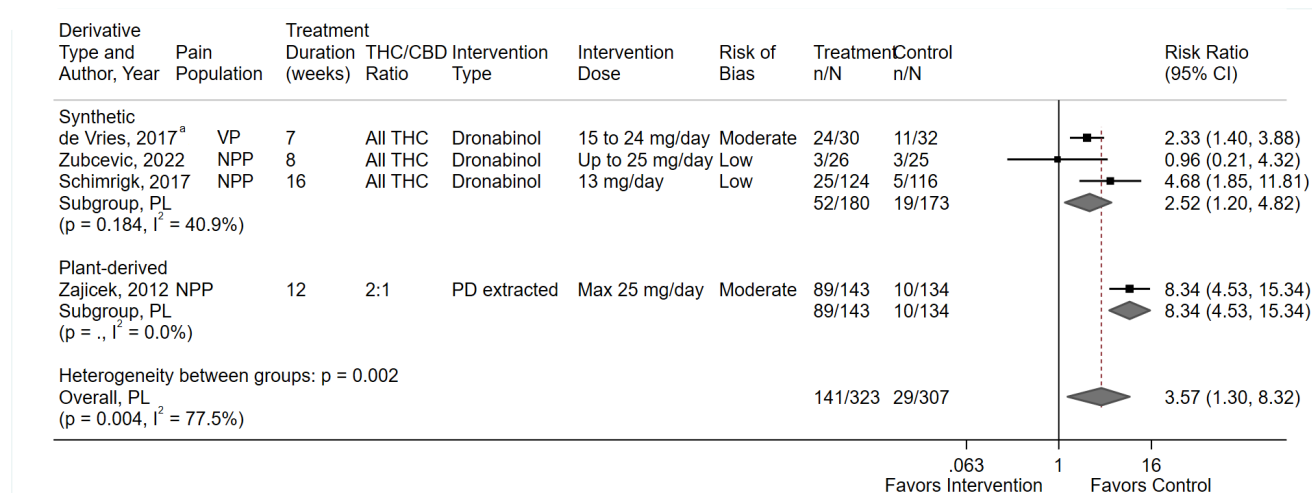 Derivative Treatment
Type and Pain Duration THC/CBD Intervention Intervention Risk of Treatment Control Risk Ratio
Author, Year Population (weeks) Ratio Type Dose Bias n/N n/N (95% CI)
Synthetic
de Vries, 2017a VP 7 All THC Dronabinol 15 to 24 mg/day Moderate 24/30 11/32 2.33 (1.40, 3.88)
Zubcevic, 2022 NPP 8 All THC Dronabinol Up to 25 mg/day Low 3/26 3/25 0.96 (0.21, 4.32)
Schimrigk, 2017 NPP 16 All THC Dronabinol 13 mg/day Low 25/124 5/116 4.68 (1.85, 11.81)
Subgroup, PL 52/180 19/173 2.52 (1.20, 4.82)
(p = 0.184, I2 = 40.9%)
Plant-derived
Zajicek, 2012 NPP 12 2:1 PD extracted Max 25 mg/day Moderate 89/143 10/134 8.34 (4.53, 15.34)
Subgroup, PL 89/143 10/134 8.34 (4.53, 15.34)
(p = ., I2 = 0.0%)
Heterogeneity between groups: p = 0.002
Overall, PL 141/323 29/307 3.57 (1.30, 8.32)
(p = 0.004, I2 = 77.5%)
.063 1 16
Favors Intervention Favors Control